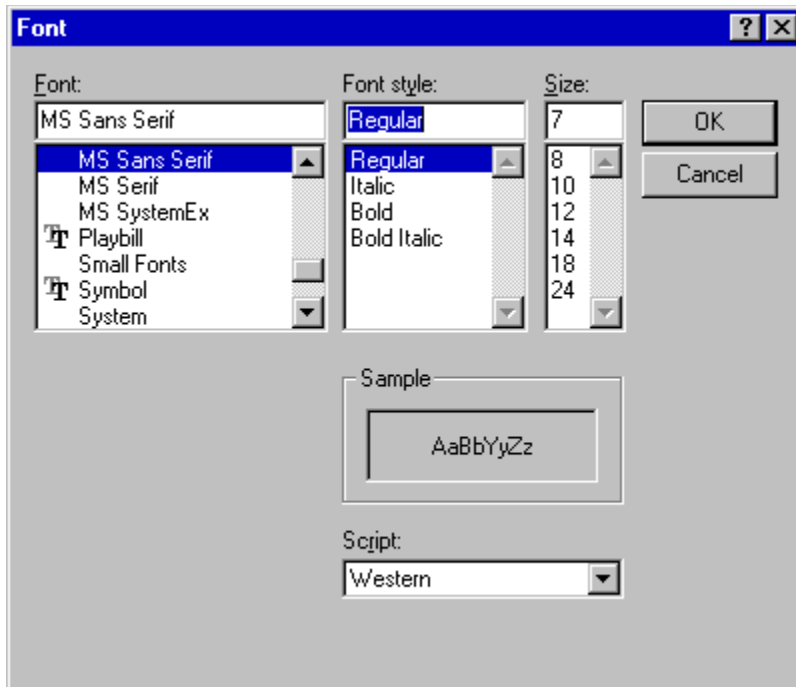 Font
Font:
MS Sans Serif
MS Sans Serif
MS Serif
MS SystemEx
Playbill
Small Fonts
Symbol
System
Font style:
Regular
Regular
Italic
Bold
Bold Italic
Size:
7
8
10
12
14
18
24
OK
Cancel
Sample
AaBbYyZz
Script:
Western